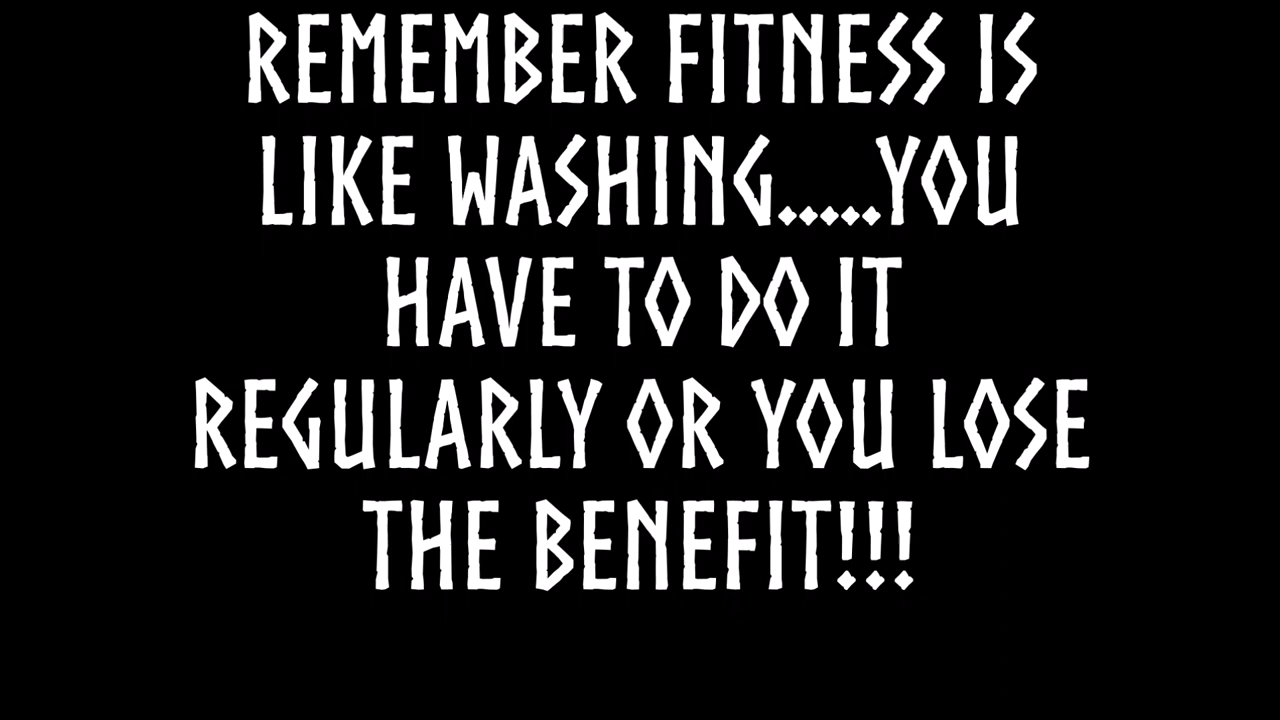 REMEMBER FITNESS IS
LIKE WASHING.....YOU
HAVE TO DO IT
REGULARLY OR YOU LOSE
THE BENEFIT!!!